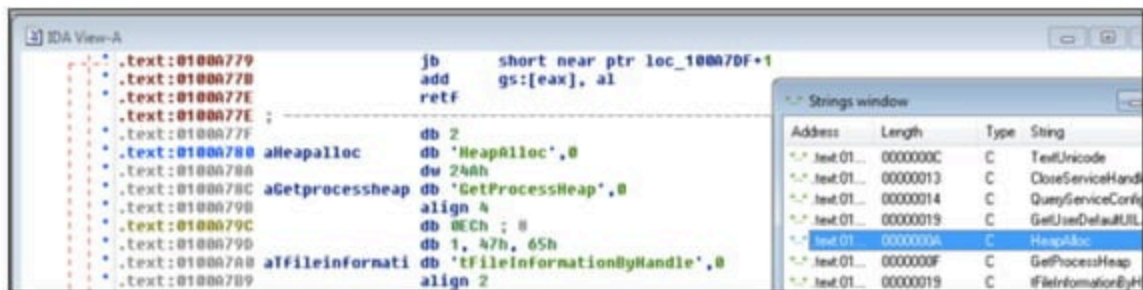 IDA View-A
.text:0100A779 jb short near ptr loc_100A7DF+1
.text:0100A77B add gs:[eax], al
.text:0100A77E retf
.text:0100A77E ; ---------------------------------------------------------------
.text:0100A77F db 2
.text:0100A780 aHeapalloc db 'HeapAlloc',0
.text:0100A78A dw 24Ah
.text:0100A78C aGetprocessheap db 'GetProcessHeap',0
.text:0100A79B align 4
.text:0100A79C db 0ECh ; 8
.text:0100A79D db 1, 47h, 65h
.text:0100A7A0 aTfileinformati db 'tFileInformationByHandle',0
.text:0100A7B9 align 2
Strings window
Address Length Type String
.text:01... 0000000C C TextUnicode
.text:01... 00000013 C CloseServiceHandl
.text:01... 00000014 C QueryServiceConfig
.text:01... 00000019 C GetUserDefaultUIL
.text:01... 0000000A C HeapAlloc
.text:01... 0000000F C GetProcessHeap
.text:01... 00000019 C tFileInformationByH